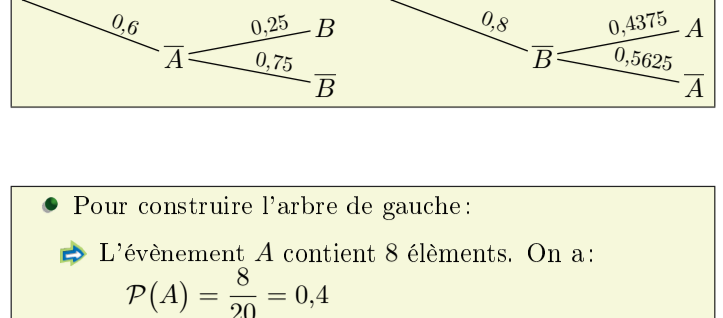 0,6
A̅
0,25
B
0,75
B̅
0,8
B̅
0,4375
A
0,5625
A̅
Pour construire l'arbre de gauche:
L'évènement A contient 8 élèments. On a:
P(A) = 8/20 = 0,4